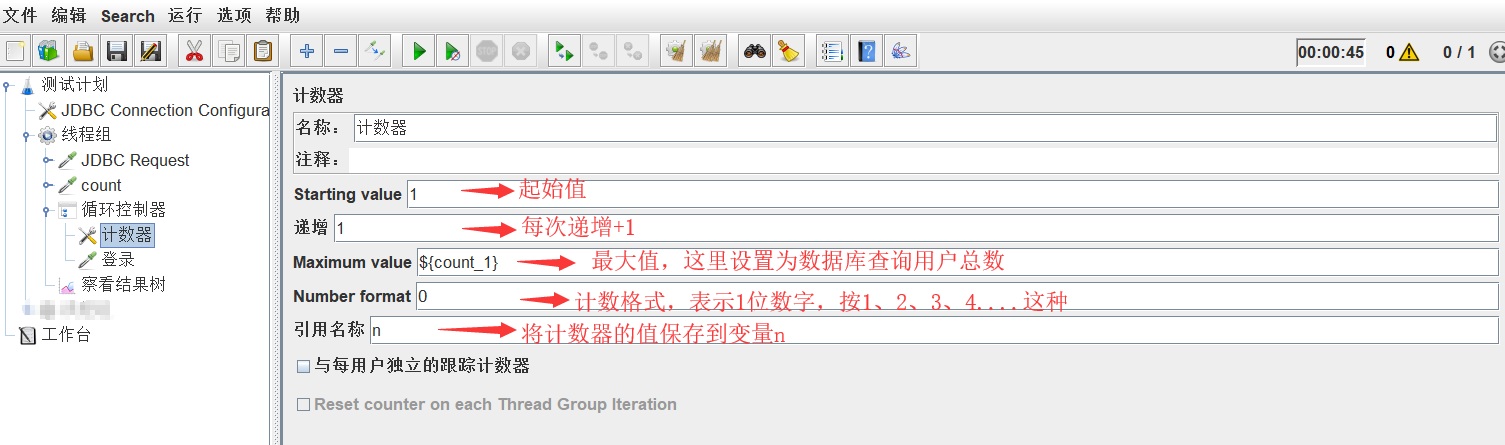 文件 编辑 Search 运行 选项 帮助
STOP
00:00:45 0 0 / 1
测试计划
JDBC Connection Configura
线程组
JDBC Request
count
循环控制器
计数器
登录
察看结果树
工作台
计数器
名称： 计数器
注释：
Starting value 1 起始值
递增 1 每次递增+1
Maximum value ${count_1} 最大值，这里设置为数据库查询用户总数
Number format 0 计数格式，表示1位数字，按1、2、3、4....这种
引用名称 n 将计数器的值保存到变量n
与每用户独立的跟踪计数器
Reset counter on each Thread Group Iteration